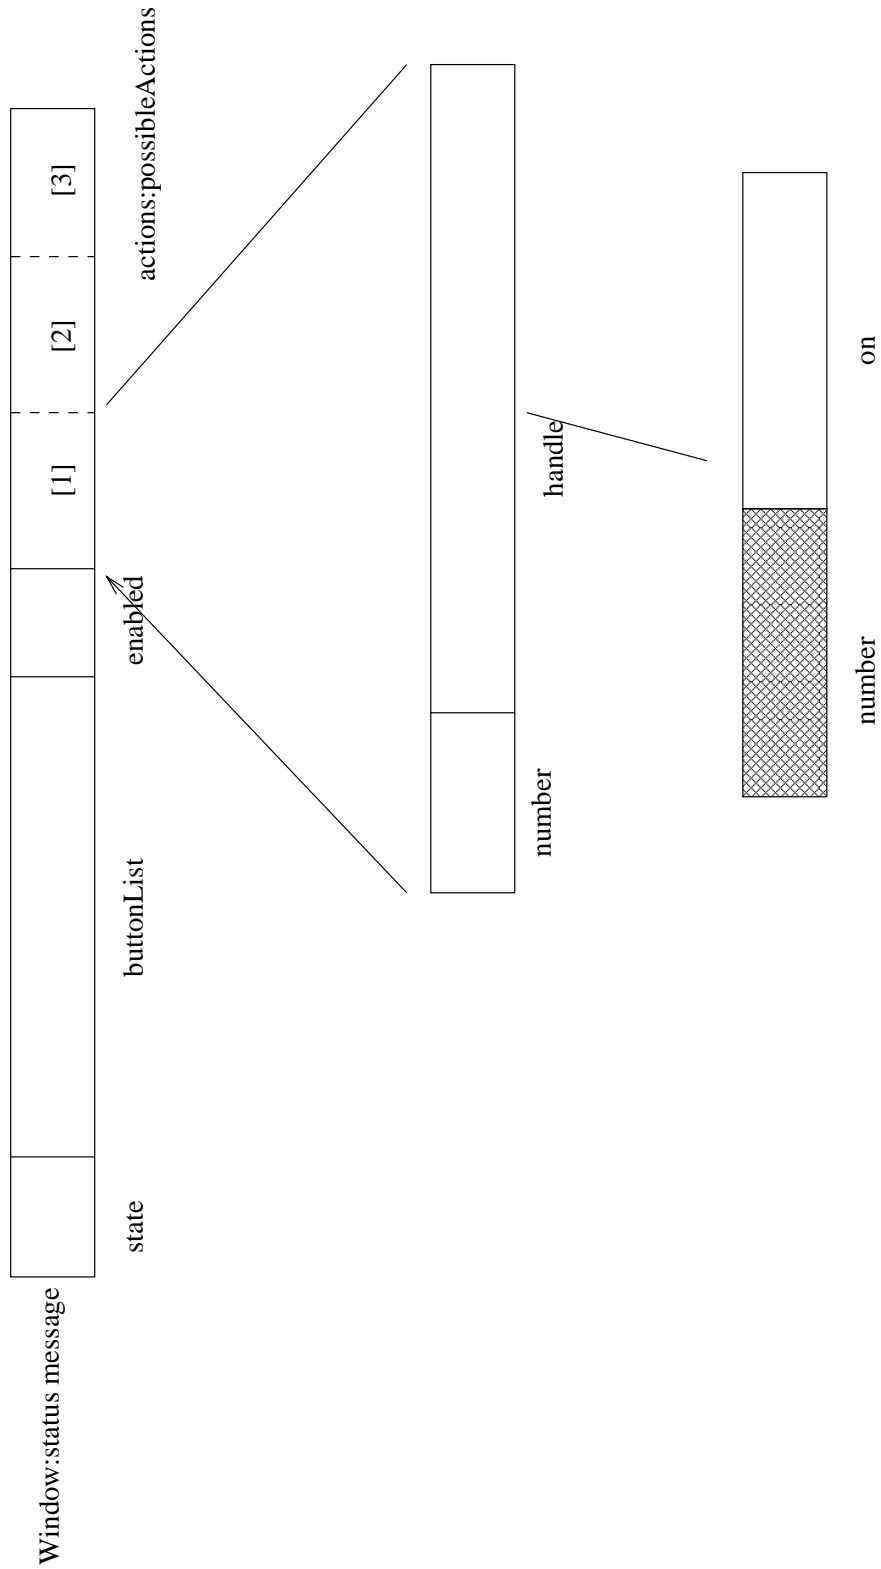 Window:status message
state
buttonList
enabled
[1]
[2]
[3]
actions:possibleActions
number
handle
number
on